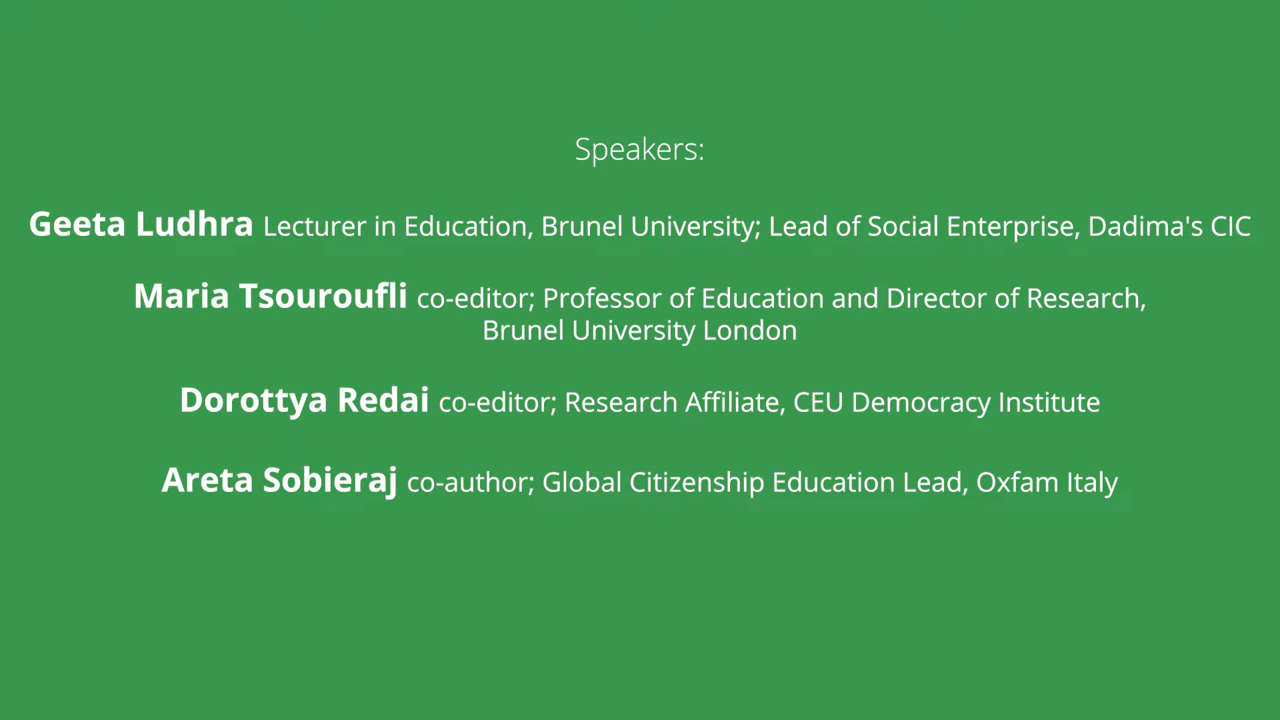 Speakers:
Geeta Ludhra Lecturer in Education, Brunel University; Lead of Social Enterprise, Dadima's CIC
Maria Tsouroufli co-editor; Professor of Education and Director of Research,
Brunel University London
Dorottya Redai co-editor; Research Affiliate, CEU Democracy Institute
Areta Sobieraj co-author; Global Citizenship Education Lead, Oxfam Italy